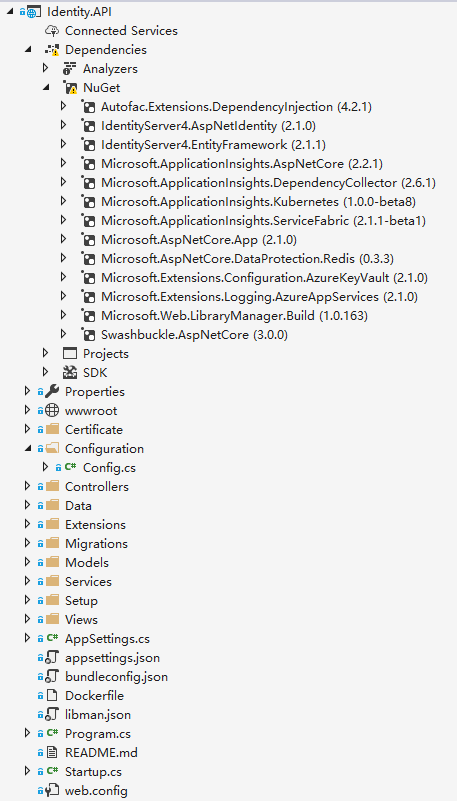 Identity.API
Connected Services
Dependencies
Analyzers
NuGet
Autofac.Extensions.DependencyInjection (4.2.1)
IdentityServer4.AspNetIdentity (2.1.0)
IdentityServer4.EntityFramework (2.1.1)
Microsoft.ApplicationInsights.AspNetCore (2.2.1)
Microsoft.ApplicationInsights.DependencyCollector (2.6.1)
Microsoft.ApplicationInsights.Kubernetes (1.0.0-beta8)
Microsoft.ApplicationInsights.ServiceFabric (2.1.1-beta1)
Microsoft.AspNetCore.App (2.1.0)
Microsoft.AspNetCore.DataProtection.Redis (0.3.3)
Microsoft.Extensions.Configuration.AzureKeyVault (2.1.0)
Microsoft.Extensions.Logging.AzureAppServices (2.1.0)
Microsoft.Web.LibraryManager.Build (1.0.163)
Swashbuckle.AspNetCore (3.0.0)
Projects
SDK
Properties
wwwroot
Certificate
Configuration
C# Config.cs
Controllers
Data
Extensions
Migrations
Models
Services
Setup
Views
C# AppSettings.cs
appsettings.json
bundleconfig.json
Dockerfile
libman.json
C# Program.cs
README.md
C# Startup.cs
web.config